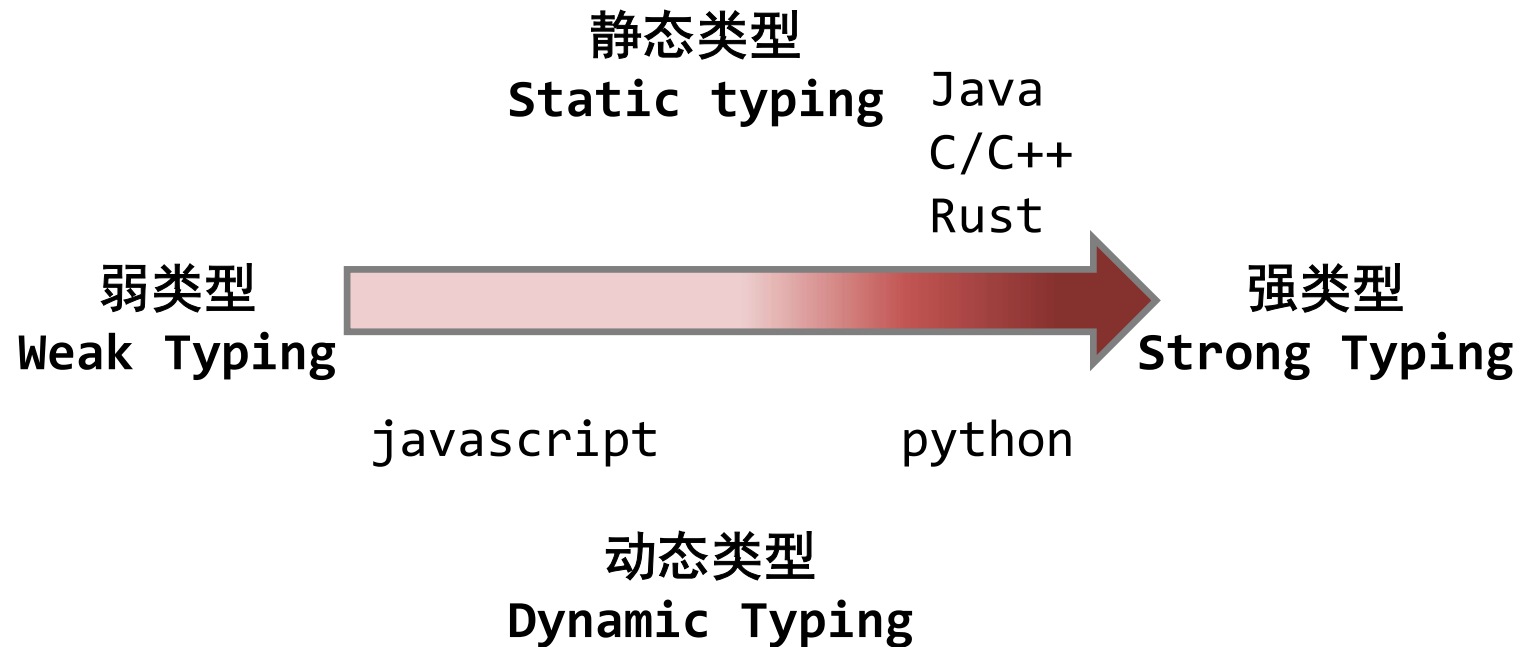 静态类型
Static typing
Java
C/C++
Rust
弱类型
Weak Typing
强类型
Strong Typing
javascript
python
动态类型
Dynamic Typing